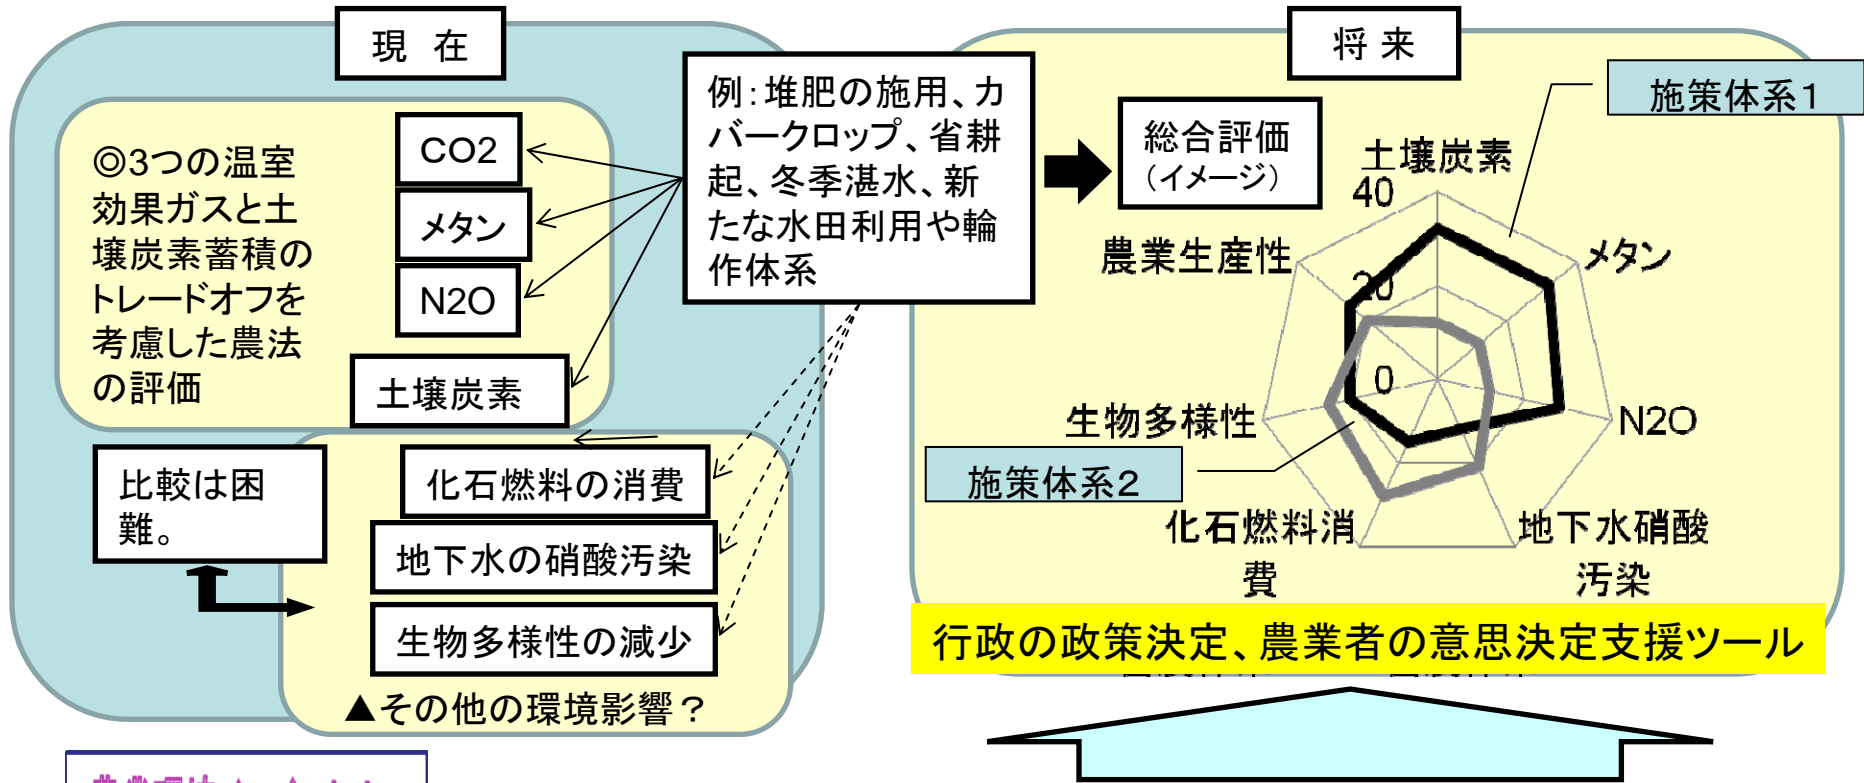 現 在
◎3つの温室
効果ガスと土
壌炭素蓄積の
トレードオフを
考慮した農法
の評価
CO2
メタン
N2O
土壌炭素
例:堆肥の施用、カ
バークロップ、省耕
起、冬季湛水、新
たな水田利用や輪
作体系
比較は困
難。
化石燃料の消費
地下水の硝酸汚染
生物多様性の減少
▲その他の環境影響？
将 来
総合評価
（イメージ）
施策体系１
土壌炭素
40
メタン
農業生産性
20
0
N2O
生物多様性
施策体系２
化石燃料消
費
地下水硝酸
汚染
行政の政策決定、農業者の意思決定支援ツール